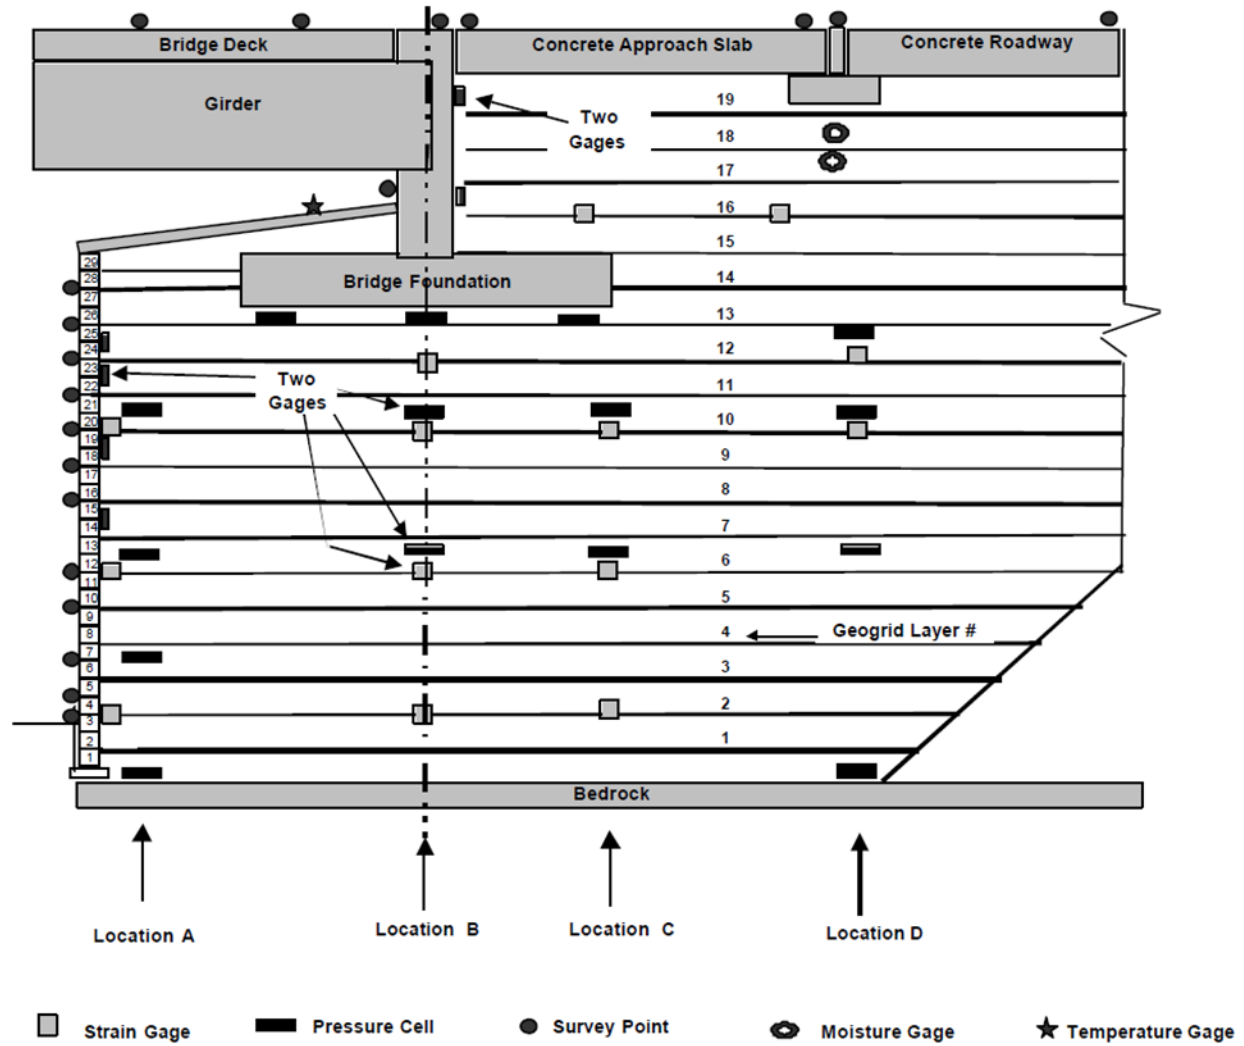 Bridge Deck
Concrete Approach Slab
Concrete Roadway
Girder
19
Two
Gages
18
17
16
15
29
28
27
26
25
24
23
22
21
20
19
18
17
16
15
14
13
12
11
10
9
8
7
6
5
4
3
2
1
Bridge Foundation
14
13
12
Two
Gages
11
10
9
8
7
6
5
4
Geogrid Layer #
3
2
1
Bedrock
Location A
Location B
Location C
Location D
Strain Gage
Pressure Cell
Survey Point
Moisture Gage
Temperature Gage